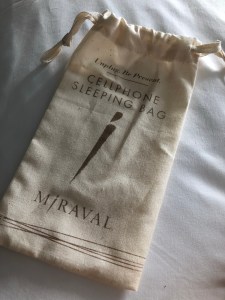 Unplug. Be Present.
CELLPHONE
SLEEPING BAG
MIRAVAL